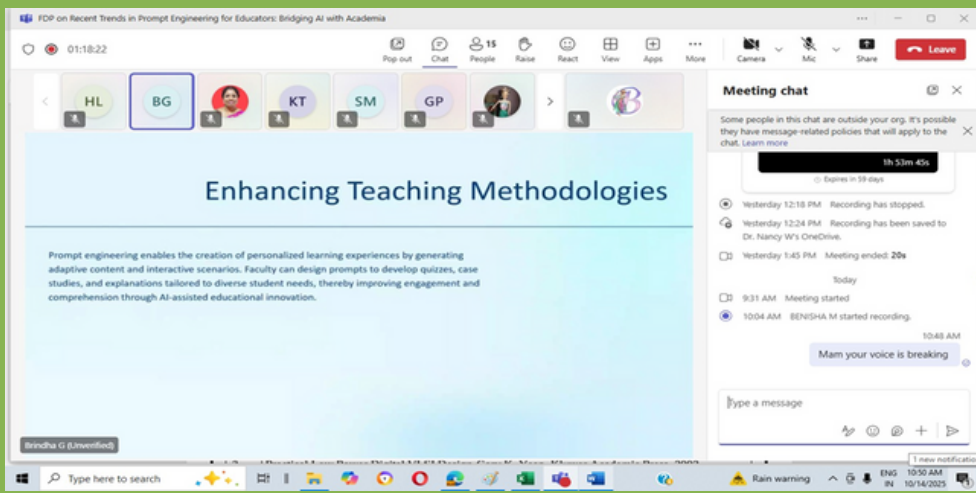 FDP on Recent Trends in Prompt Engineering for Educators: Bridging AI with Academia
01:18:22
Pop out
Chat
15
People
Raise
React
View
Apps
More
Camera
Mic
Share
Leave
HL
BG
KT
SM
GP
Enhancing Teaching Methodologies
Prompt engineering enables the creation of personalized learning experiences by generating
adaptive content and interactive scenarios. Faculty can design prompts to develop quizzes, case
studies, and explanations tailored to diverse student needs, thereby improving engagement and
comprehension through AI-assisted educational innovation.
Brindha G (Unverified)
Meeting chat
Some people in this chat are outside your org. It's possible
they have message-related policies that will apply to the
chat. Learn more
1h 53m 45s
Expires in 59 days
Yesterday 12:18 PM Recording has stopped.
Yesterday 12:24 PM Recording has been saved to
Dr. Nancy W's OneDrive.
Yesterday 1:45 PM Meeting ended: 20s
Today
9:31 AM Meeting started
10:04 AM BENISHA M started recording.
10:48 AM
Mam your voice is breaking
Type a message
1 new notificatio
Type here to search
Rain warning
ENG
IN
10:50 AM
10/14/2025